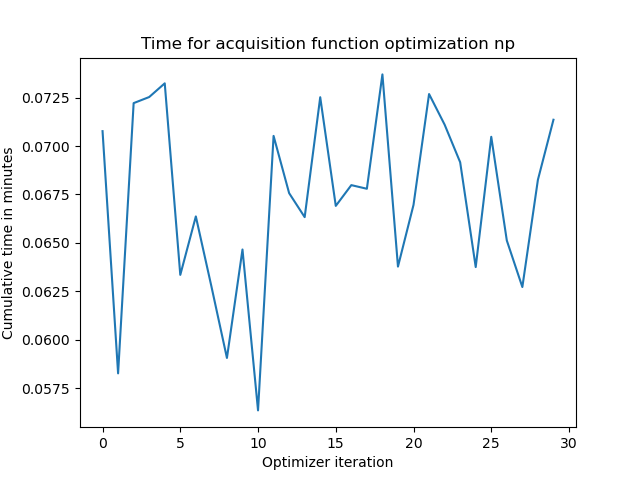 Time for acquisition function optimization np
Cumulative time in minutes
0.0725
0.0700
0.0675
0.0650
0.0625
0.0600
0.0575
0 5 10 15 20 25 30
Optimizer iteration